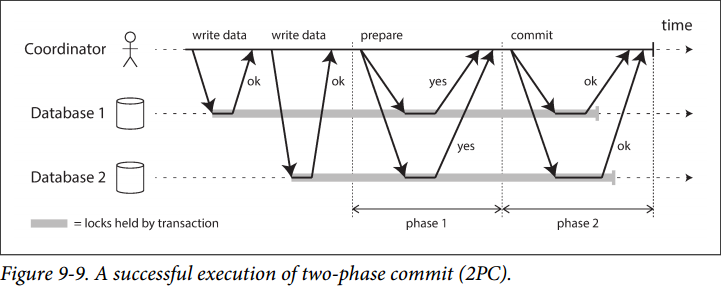 time
write data write data prepare commit
Coordinator
ok ok yes ok
Database 1
yes ok
Database 2
= locks held by transaction
phase 1 phase 2
Figure 9-9. A successful execution of two-phase commit (2PC).